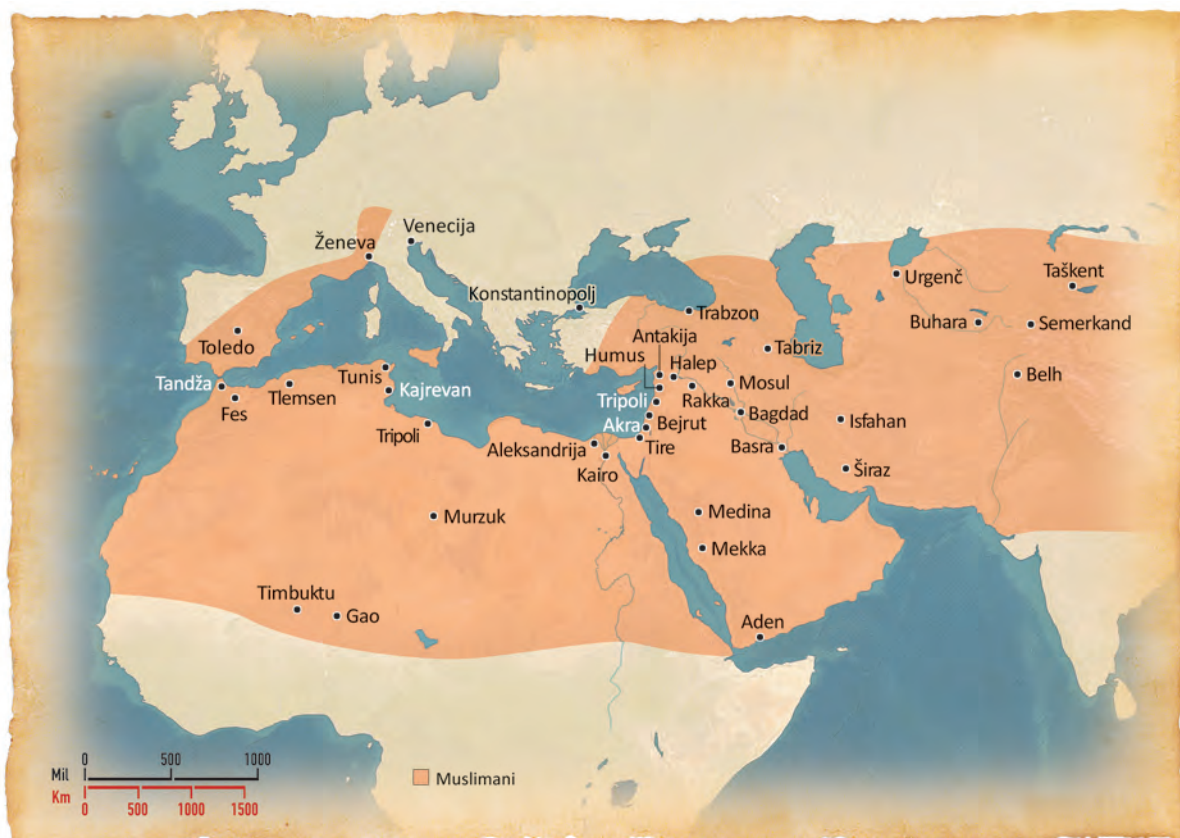 Venecija
Ženeva
Konstantinopolj
Urgenč
Taškent
Trabzon
Buhara
Semerkand
Toledo
Antakija
Tabriz
Humus
Halep
Tunis
Mosul
Belh
Tandža
Tlemsen
Kajrevan
Fes
Tripoli
Rakka
Bagdad
Isfahan
Tripoli
Akra
Bejrut
Aleksandrija
Tire
Basra
Kairo
Širaz
Murzuk
Medina
Mekka
Timbuktu
Gao
Aden
0 500 1000
Mil
Km
0 500 1000 1500
Muslimani